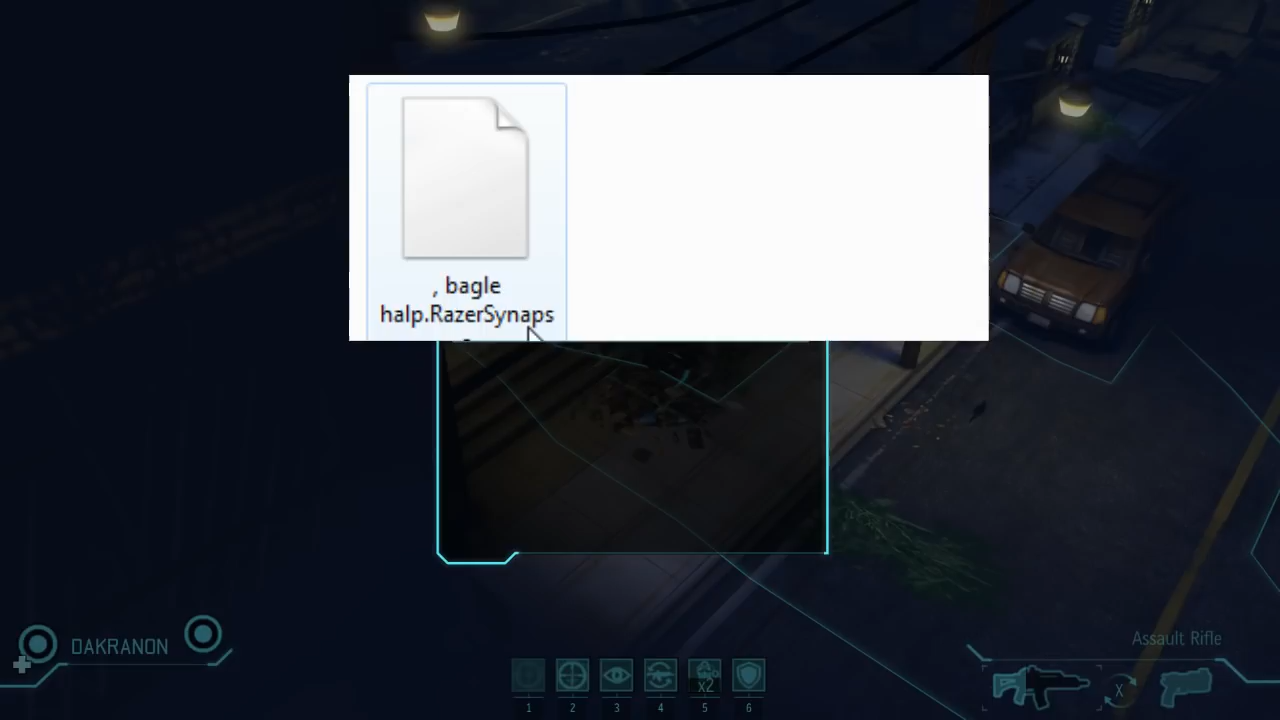 , bagle
halp.RazerSynaps
DAKRANON
Assault Rifle
x2
X
1 2 3 4 5 6